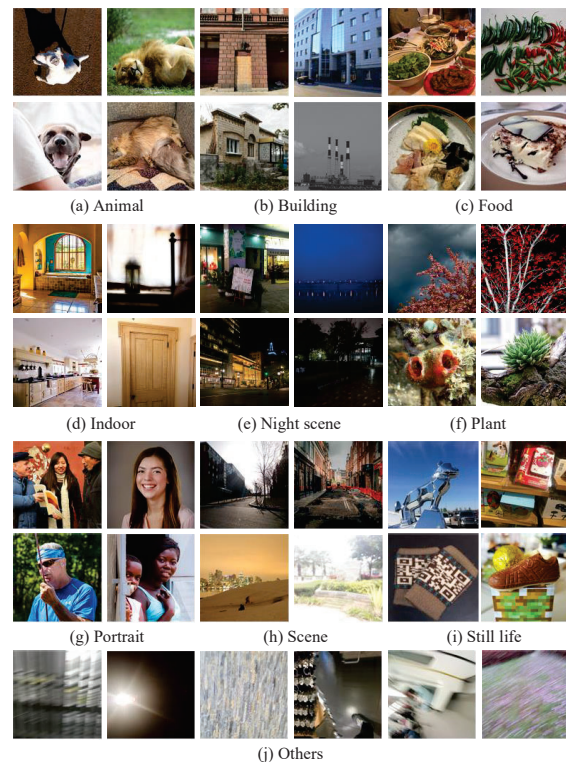 (a) Animal
(b) Building
(c) Food
(d) Indoor
(e) Night scene
(f) Plant
(g) Portrait
(h) Scene
(i) Still life
(j) Others